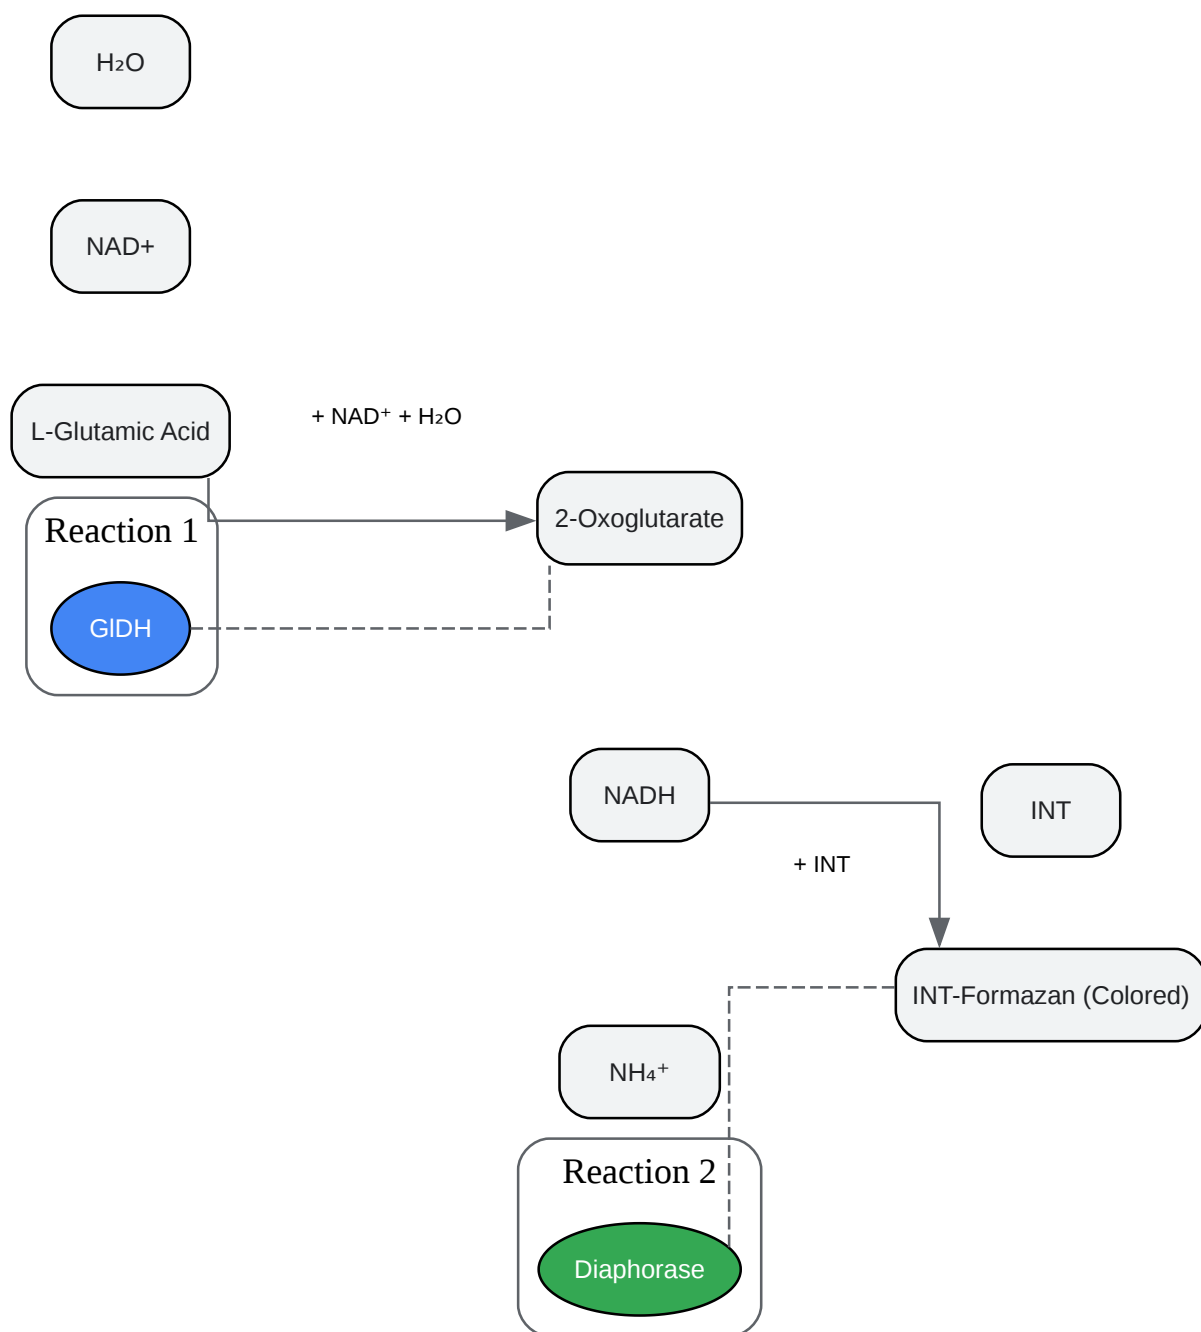 H₂O
NAD+
L-Glutamic Acid
+ NAD⁺ + H₂O
2-Oxoglutarate
Reaction 1
GlDH
NADH
INT
+ INT
INT-Formazan (Colored)
NH₄⁺
Reaction 2
Diaphorase